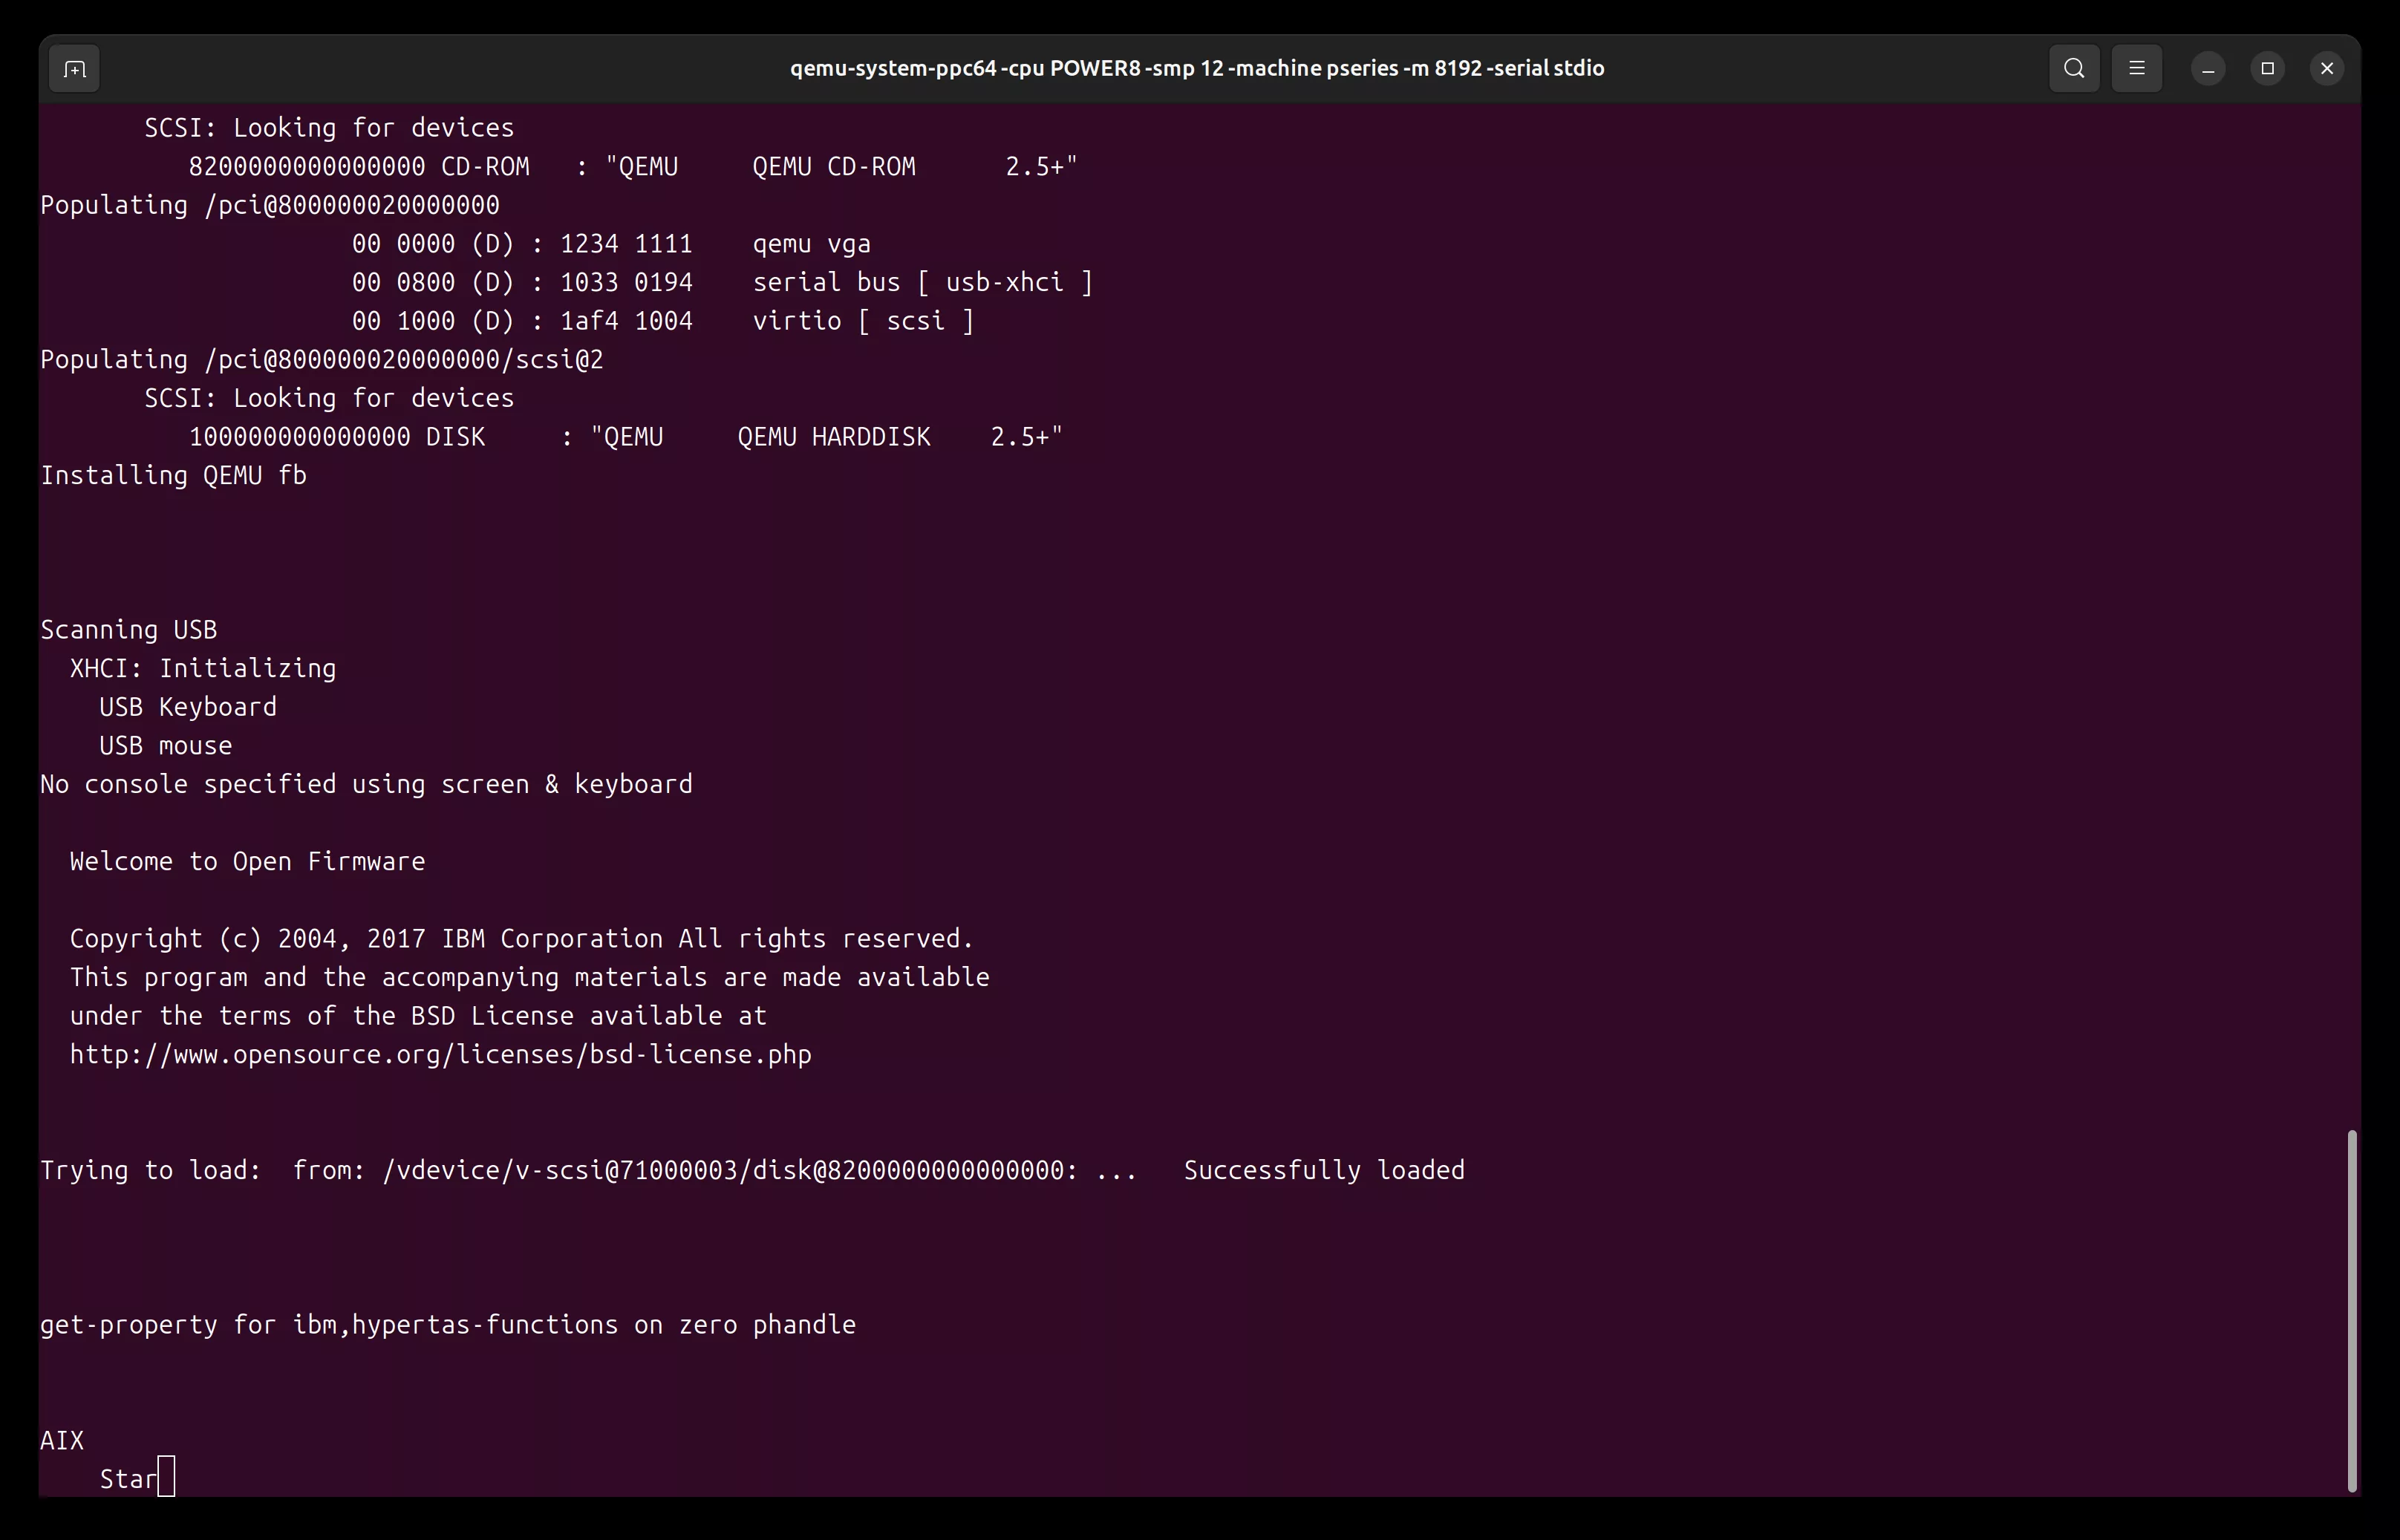 qemu-system-ppc64 -cpu POWER8 -smp 12 -machine pseries -m 8192 -serial stdio
SCSI: Looking for devices
8200000000000000 CD-ROM   : "QEMU     QEMU CD-ROM      2.5+"
Populating /pci@800000020000000
00 0000 (D) : 1234 1111    qemu vga
00 0800 (D) : 1033 0194    serial bus [ usb-xhci ]
00 1000 (D) : 1af4 1004    virtio [ scsi ]
Populating /pci@800000020000000/scsi@2
SCSI: Looking for devices
100000000000000 DISK     : "QEMU     QEMU HARDDISK    2.5+"
Installing QEMU fb
Scanning USB
XHCI: Initializing
USB Keyboard
USB mouse
No console specified using screen & keyboard
Welcome to Open Firmware
Copyright (c) 2004, 2017 IBM Corporation All rights reserved.
This program and the accompanying materials are made available
under the terms of the BSD License available at
http://www.opensource.org/licenses/bsd-license.php
Trying to load:  from: /vdevice/v-scsi@71000003/disk@8200000000000000: ...   Successfully loaded
get-property for ibm,hypertas-functions on zero phandle
AIX
Star